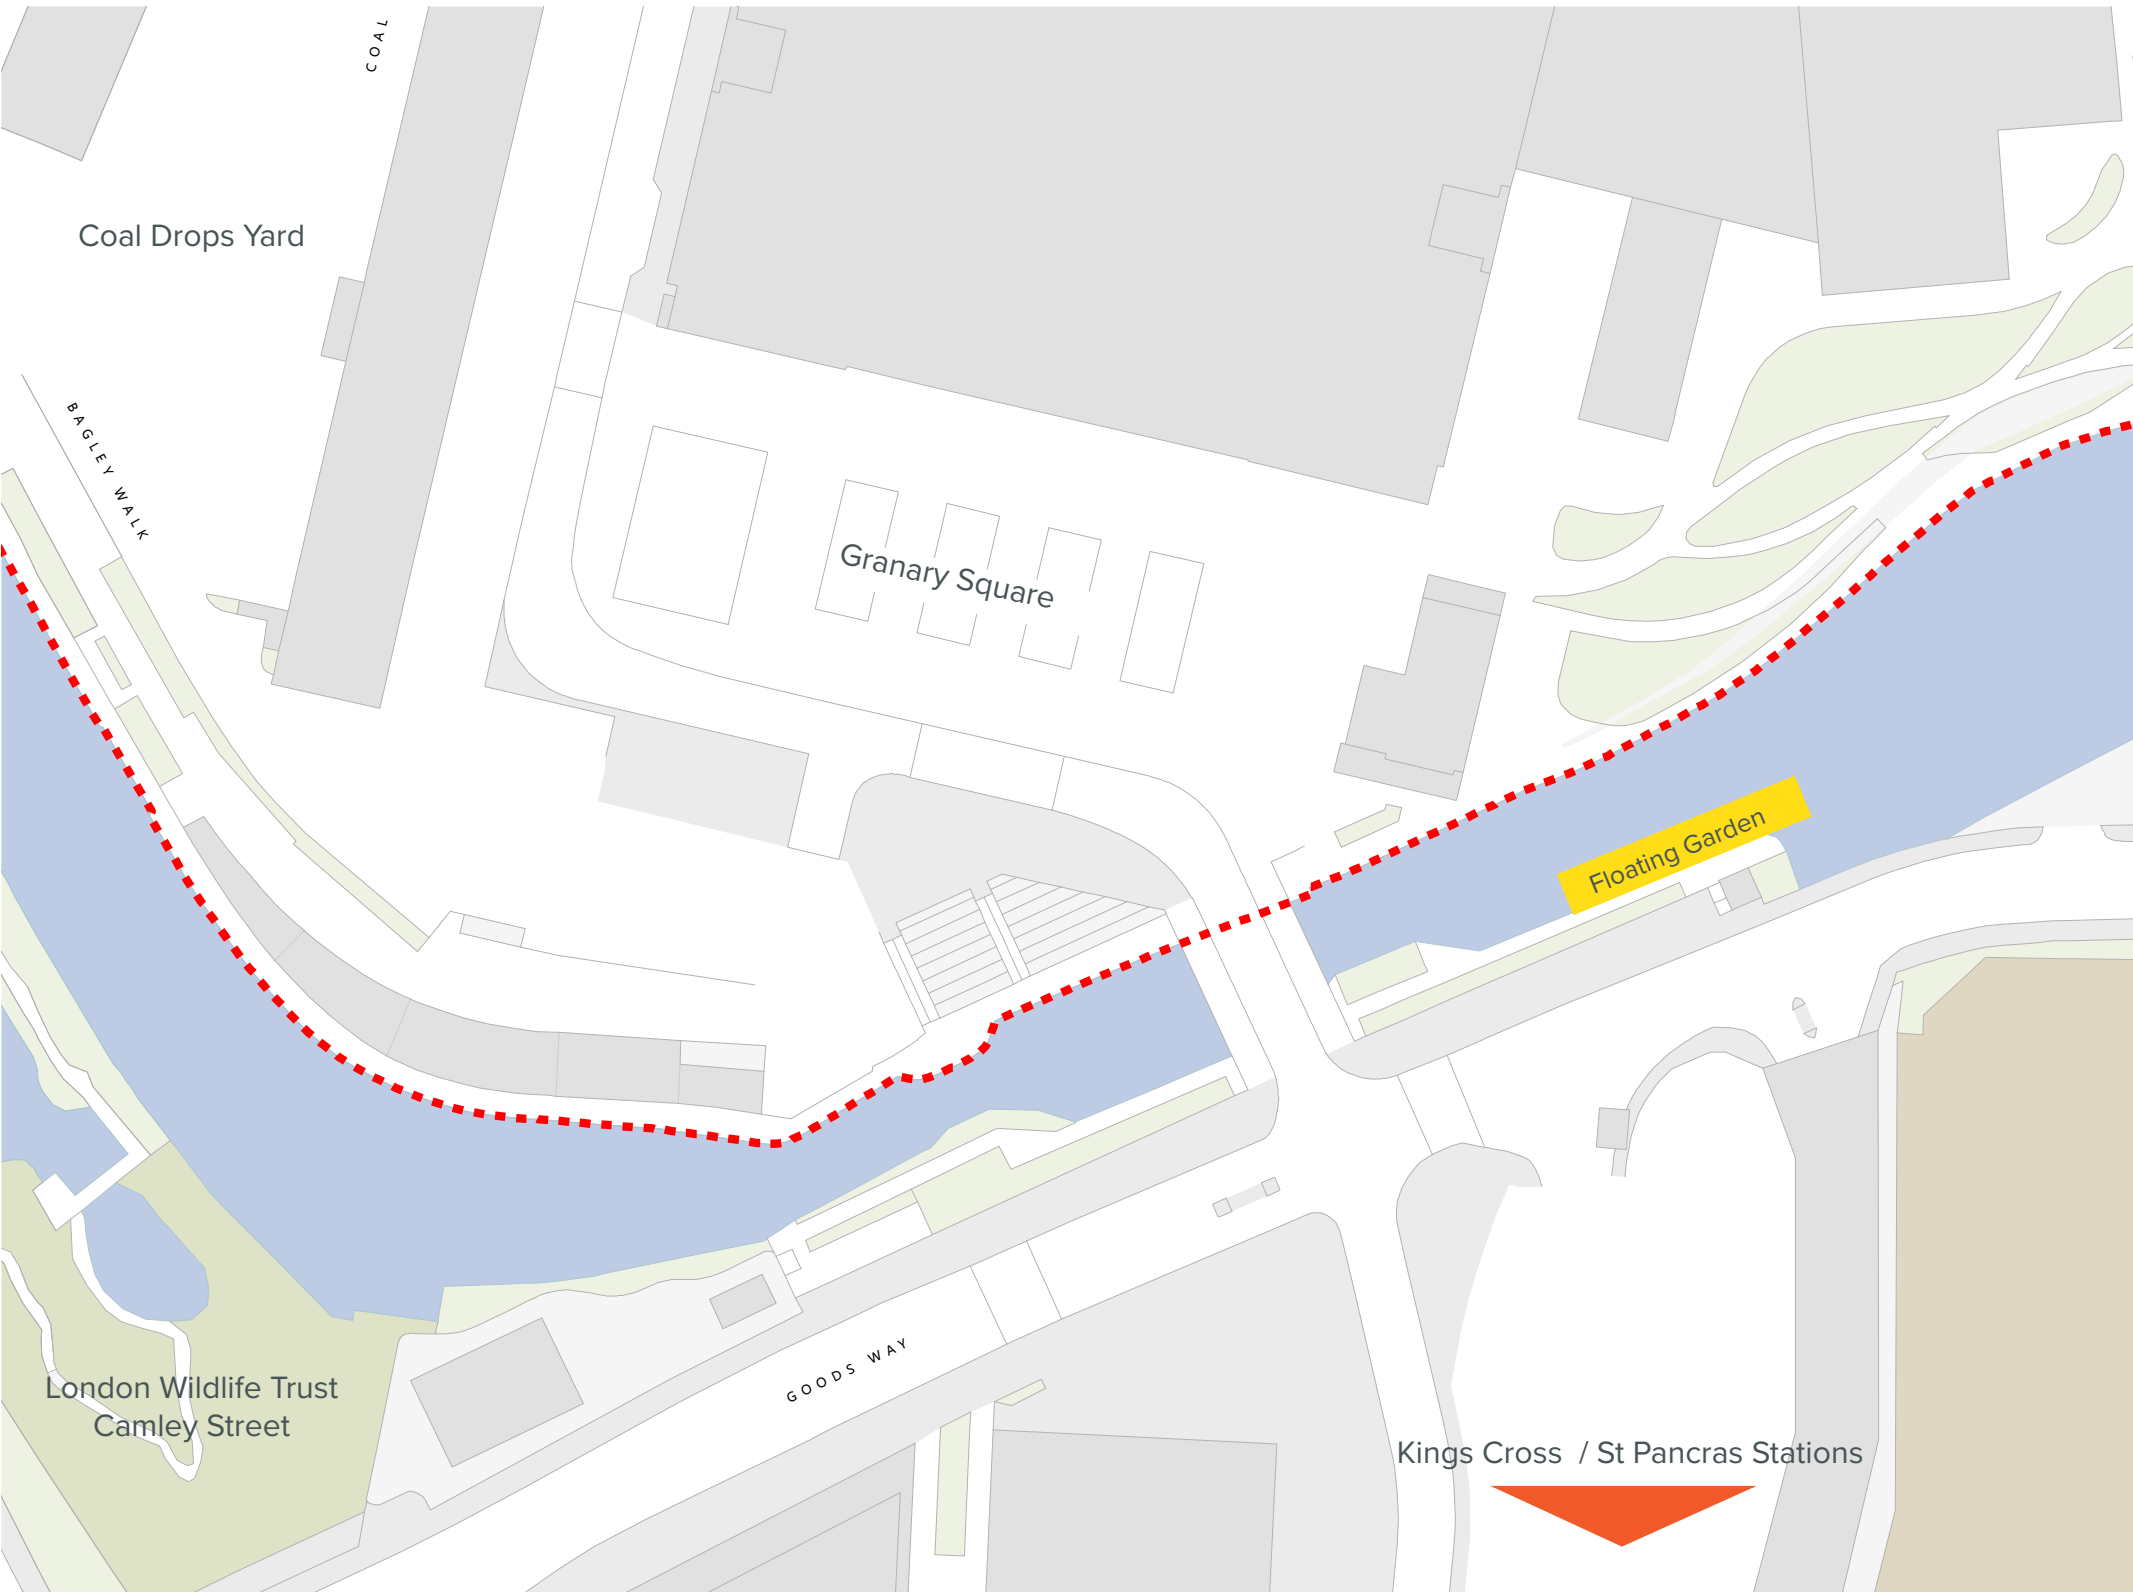 COAL
Coal Drops Yard
BAGLEY WALK
Granary Square
Floating Garden
GOODS WAY
London Wildlife Trust
Camley Street
Kings Cross / St Pancras Stations